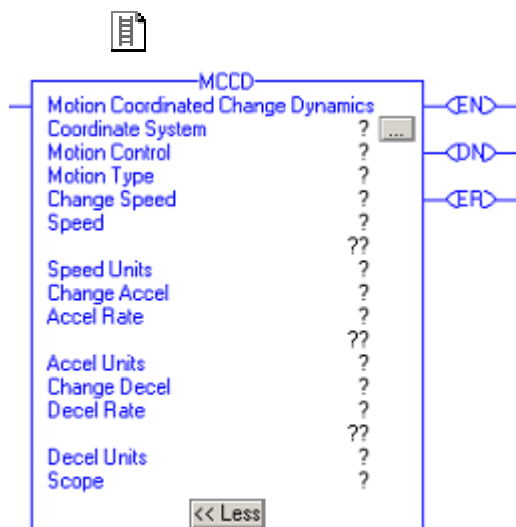 MCCD
Motion Coordinated Change Dynamics
Coordinate System ? ...
Motion Control ?
Motion Type ?
Change Speed ?
Speed ?
??
Speed Units ?
Change Accel ?
Accel Rate ?
??
Accel Units ?
Change Decel ?
Decel Rate ?
??
Decel Units ?
Scope ?
<< Less
EN
DN
ER